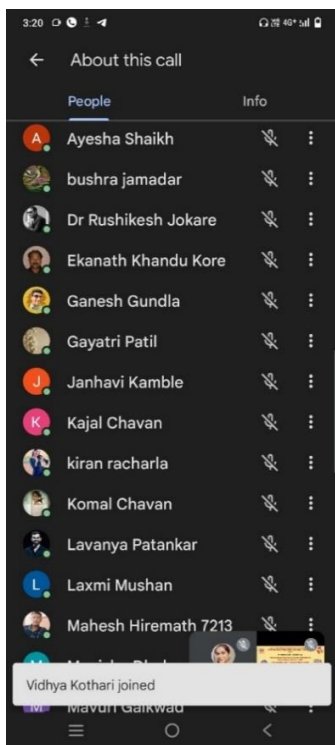 3:20
4G+
About this call
People
Info
A
Ayesha Shaikh
bushra jamadar
Dr Rushikesh Jokare
Ekanath Khandu Kore
Ganesh Gundla
Gayatri Patil
J
Janhavi Kamble
K
Kajal Chavan
kiran racharla
Komal Chavan
Lavanya Patankar
L
Laxmi Mushan
Mahesh Hiremath 7213
Vidhya Kothari joined
M
Gaikwad